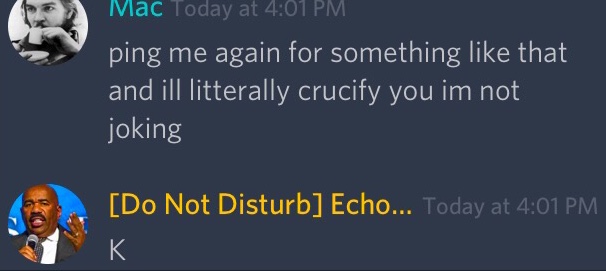 Mac Today at 4:01 PM
ping me again for something like that
and ill litterally crucify you im not
joking
[Do Not Disturb] Echo... Today at 4:01 PM
K